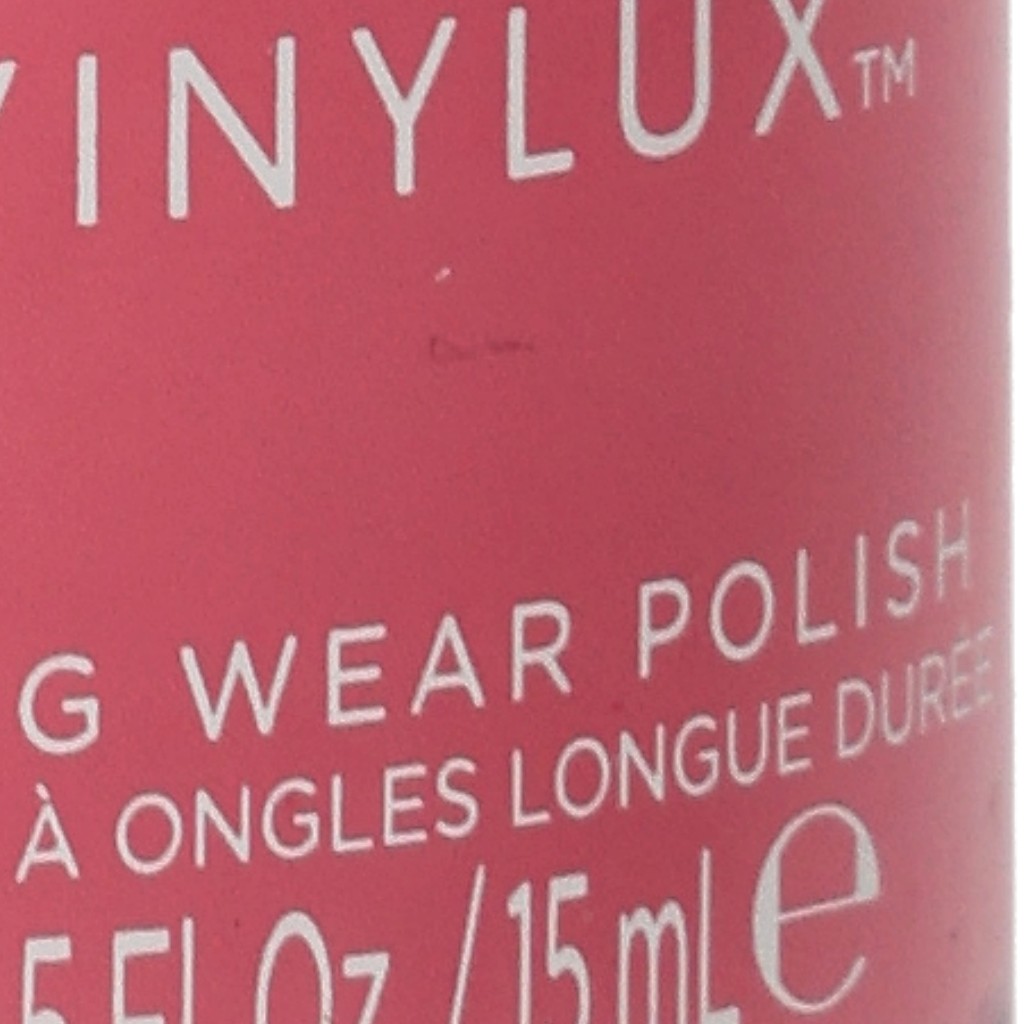 VINYLUX™
G WEAR POLISH
À ONGLES LONGUE DURÉE
5 Fl Oz / 15 mL e